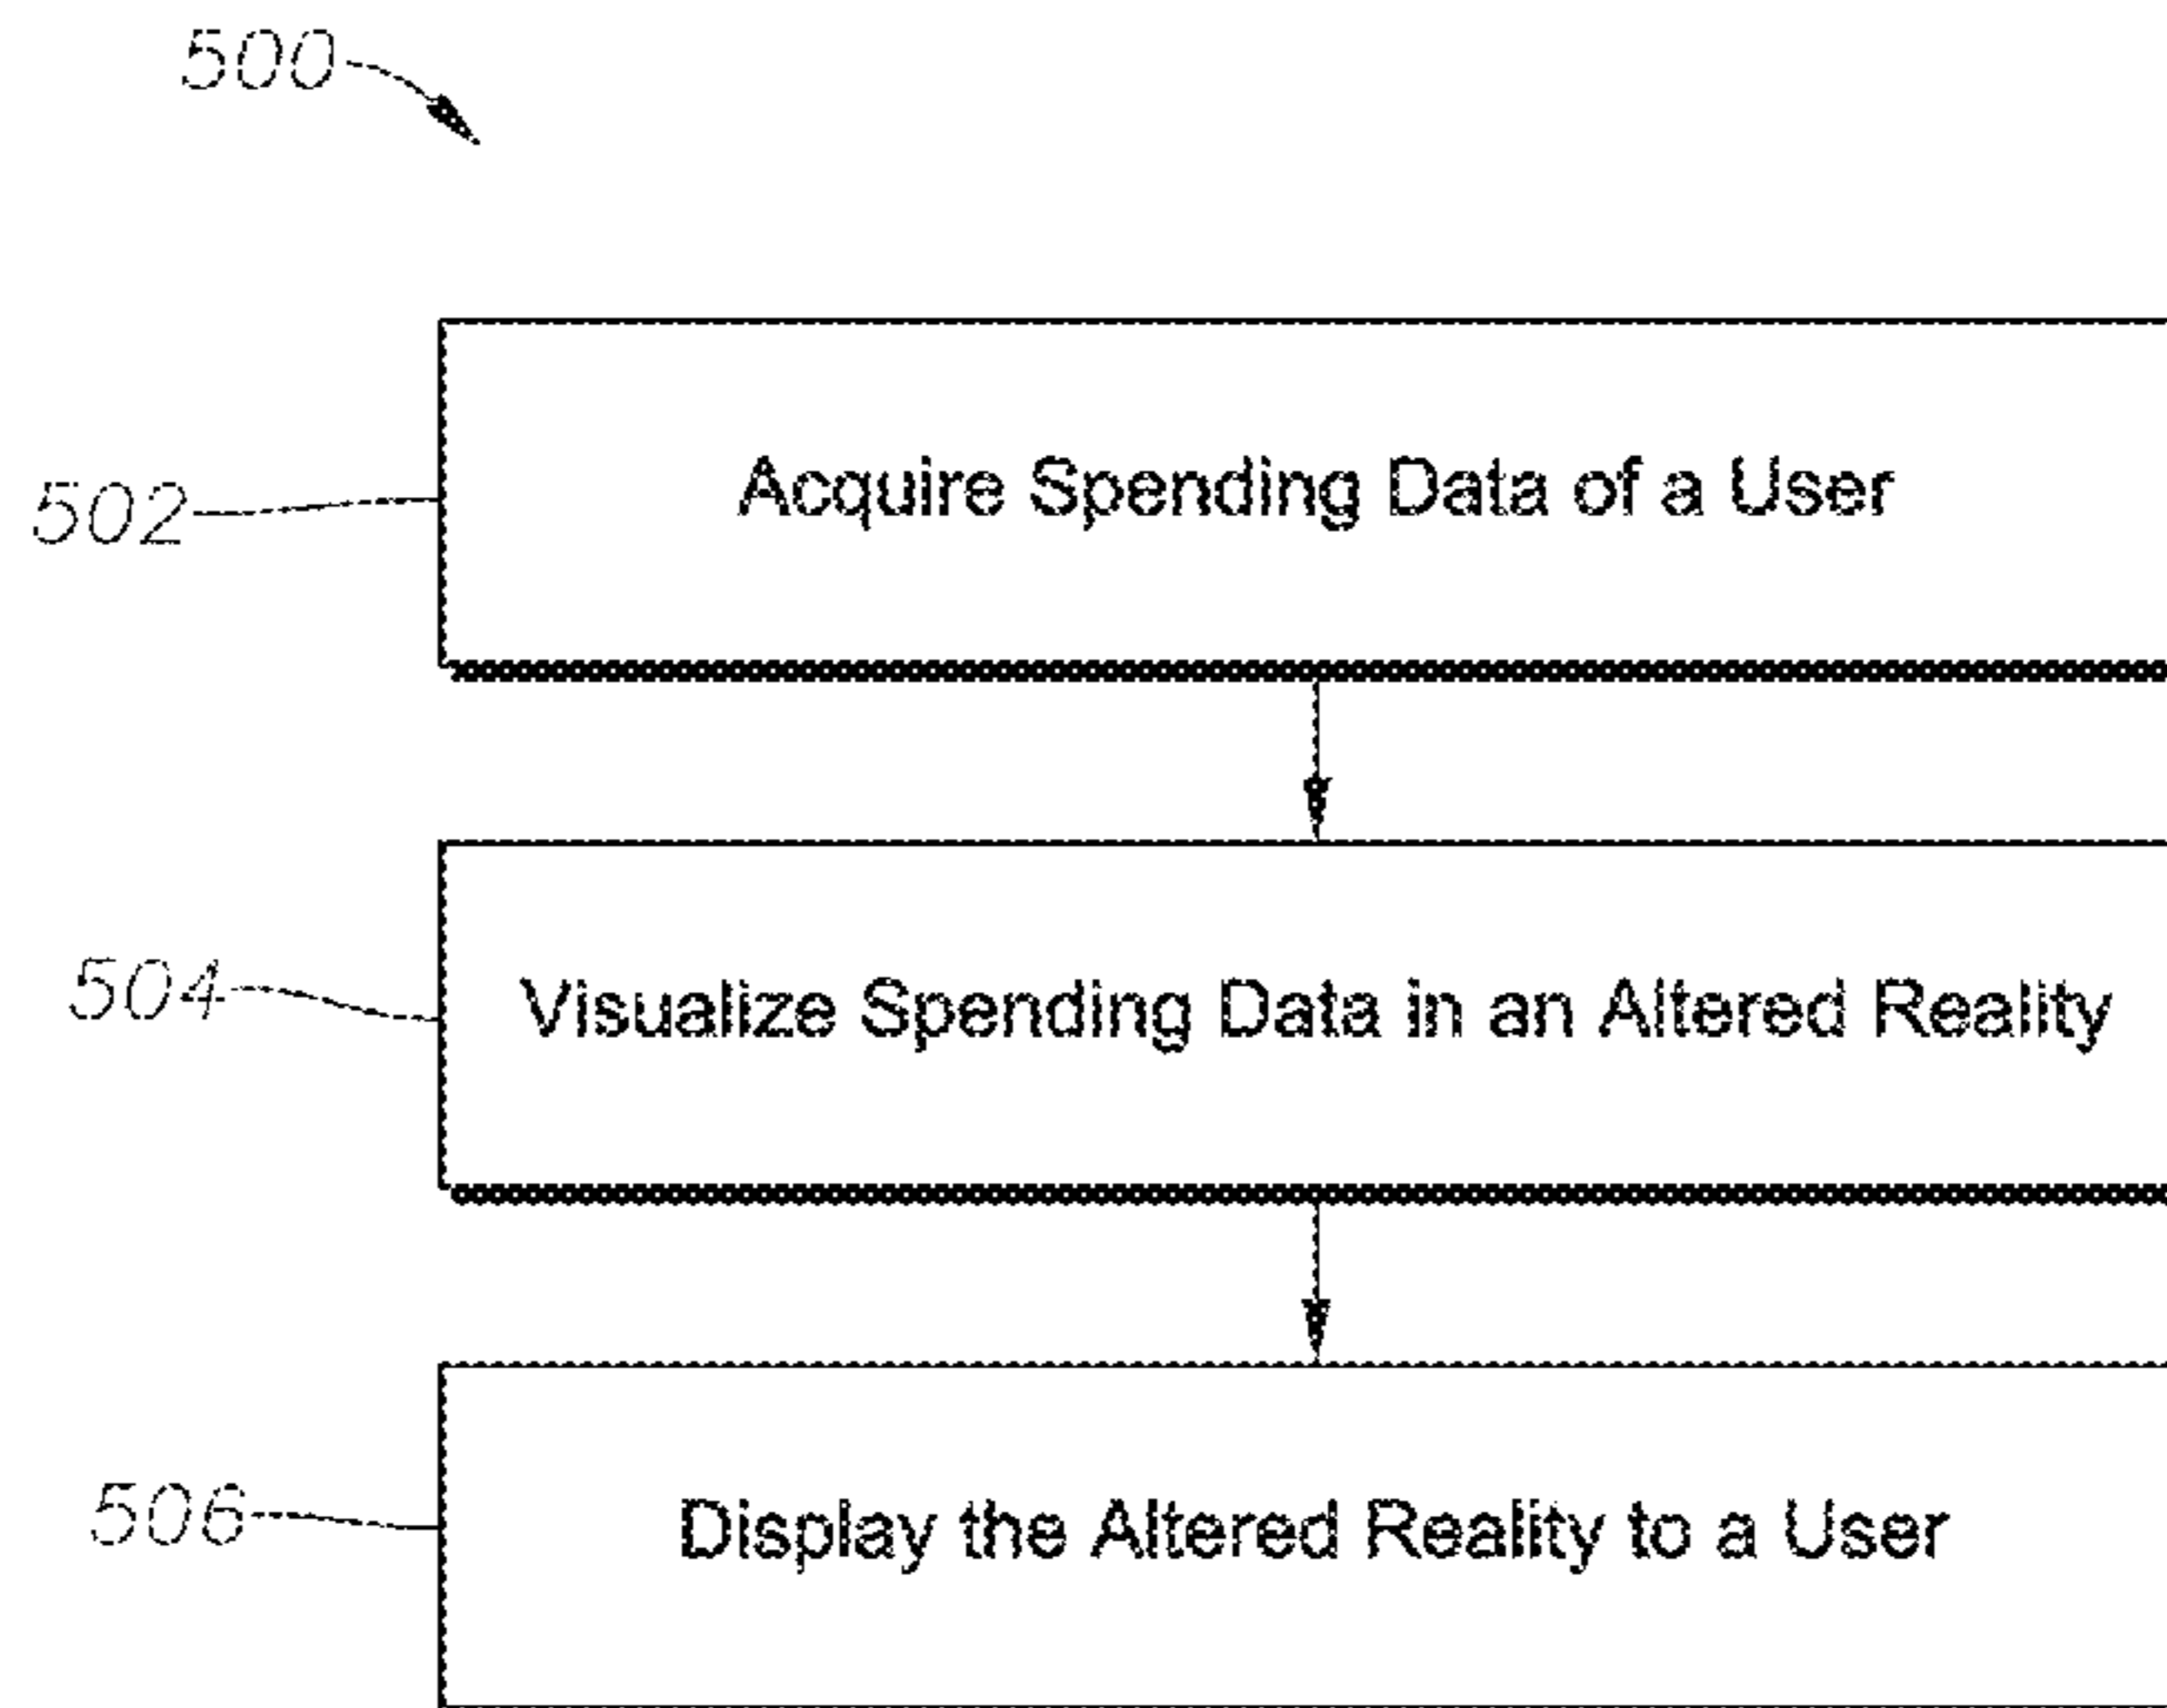 500
502 Acquire Spending Data of a User
504 Visualize Spending Data in an Altered Reality
506 Display the Altered Reality to a User